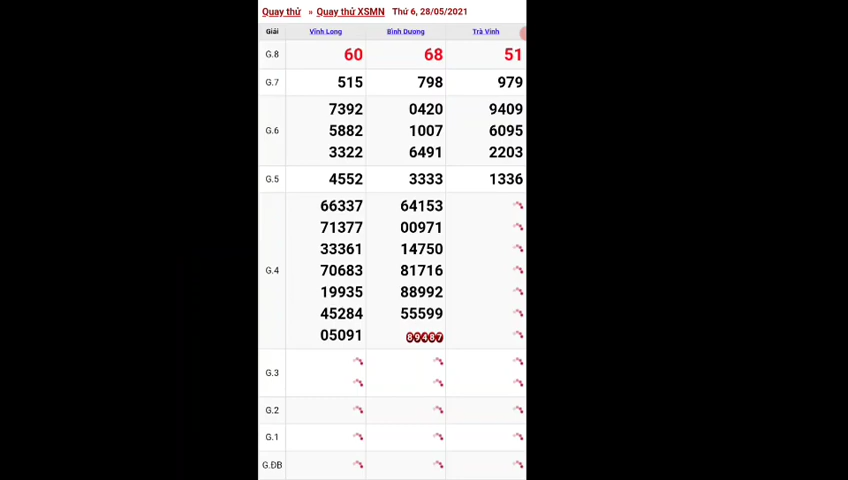 Quay thử » Quay thử XSMN Thứ 6, 28/05/2021
Giải Vĩnh Long Bình Dương Trà Vinh
G.8 60 68 51
G.7 515 798 979
7392 0420 9409
G.6 5882 1007 6095
3322 6491 2203
G.5 4552 3333 1336
66337 64153
71377 00971
33361 14750
G.4 70683 81716
19935 88992
45284 55599
05091 89487
G.3
G.2
G.1
G.ĐB